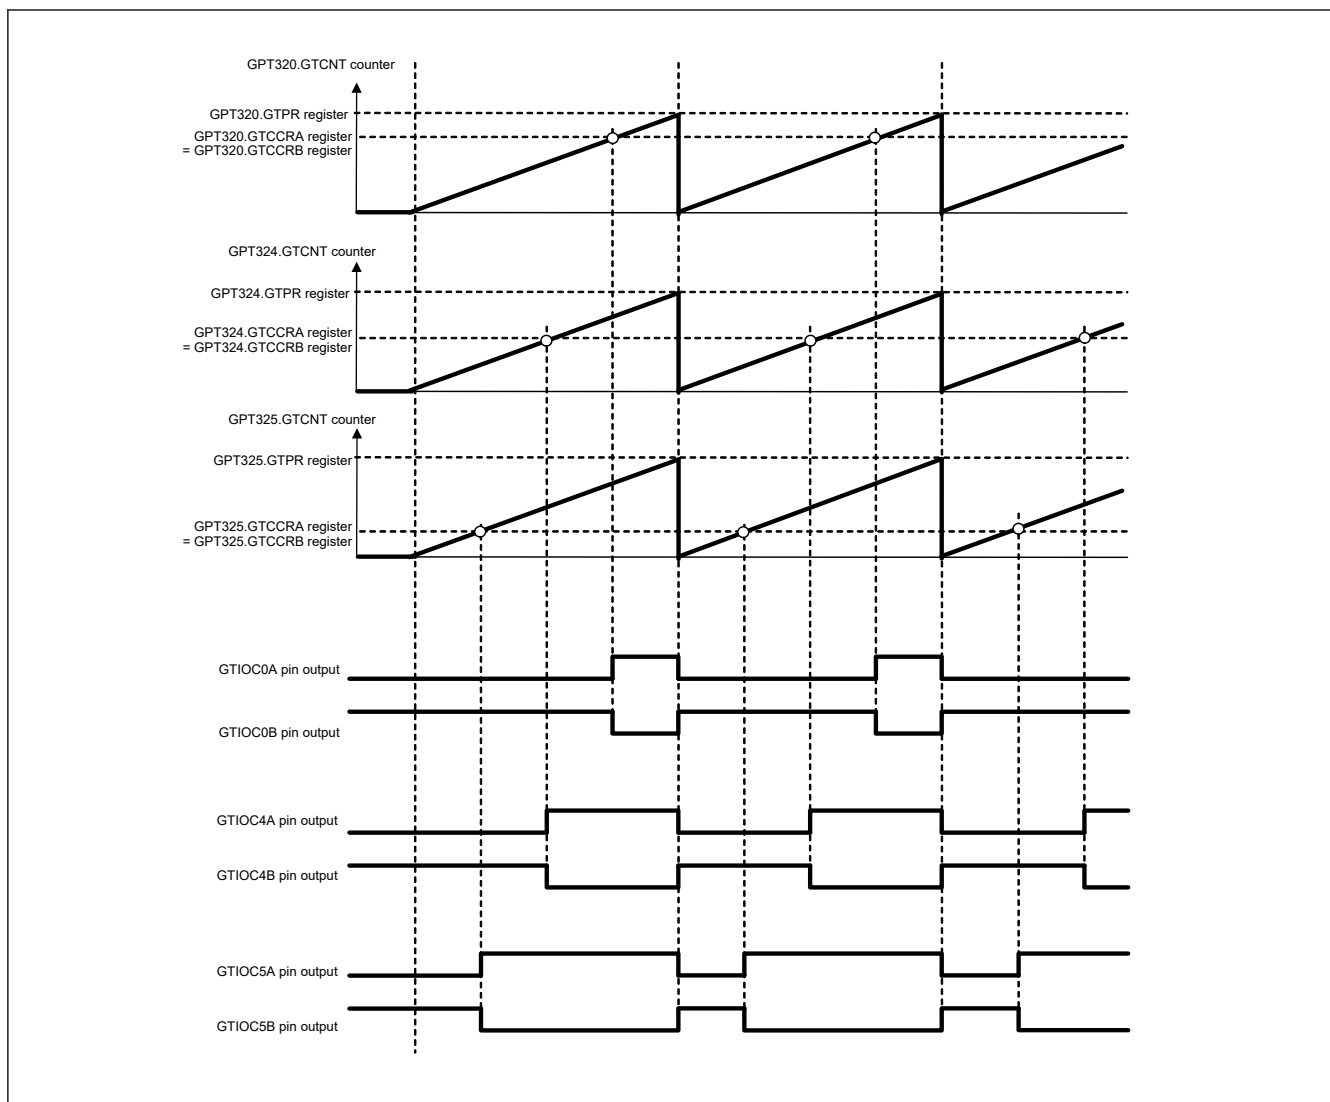 GPT320.GTCNT counter
GPT320.GTPR register
GPT320.GTCCRA register
= GPT320.GTCCRB register
GPT324.GTCNT counter
GPT324.GTPR register
GPT324.GTCCRA register
= GPT324.GTCCRB register
GPT325.GTCNT counter
GPT325.GTPR register
GPT325.GTCCRA register
= GPT325.GTCCRB register
GTIOC0A pin output
GTIOC0B pin output
GTIOC4A pin output
GTIOC4B pin output
GTIOC5A pin output
GTIOC5B pin output